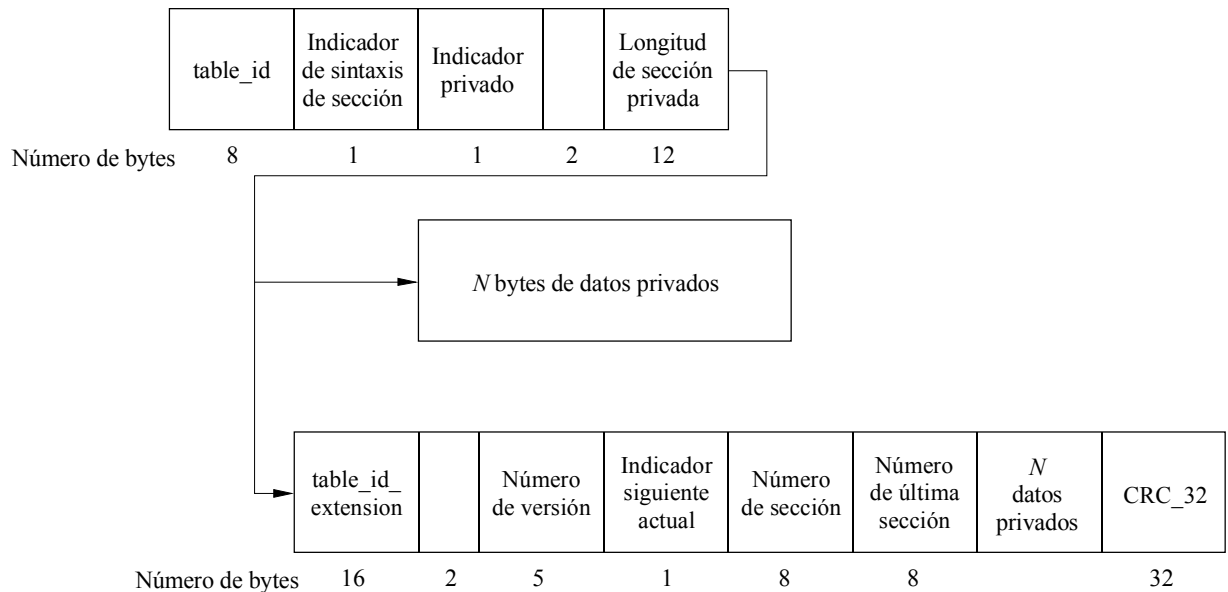 table_id
Indicador
de sintaxis
de sección
Indicador
privado
Longitud
de sección
privada
Número de bytes 8 1 1 2 12
N bytes de datos privados
table_id_
extension
Número
de versión
Indicador
siguiente
actual
Número
de sección
Número
de última
sección
N
datos
privados
CRC_32
Número de bytes 16 2 5 1 8 8 32